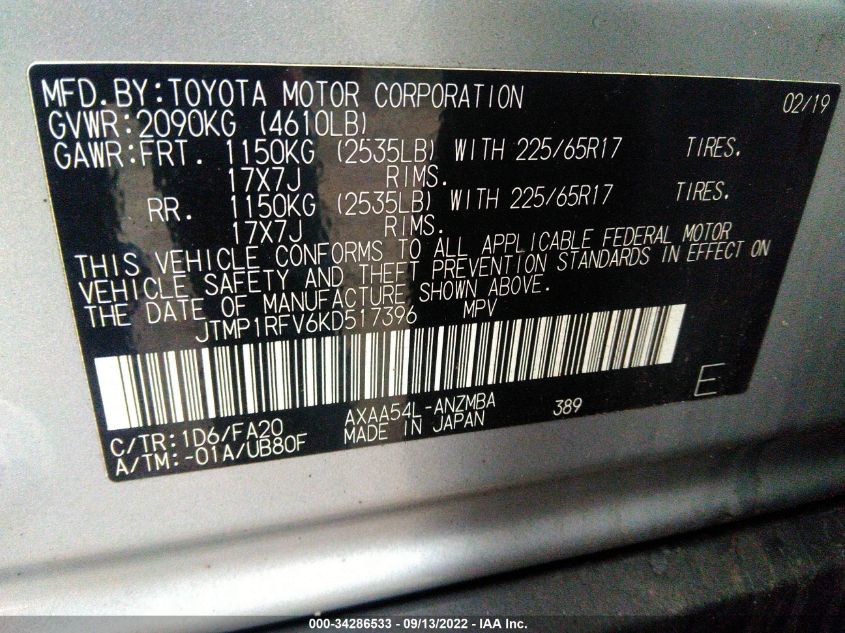 MFD.BY:TOYOTA MOTOR CORPORATION 02/19
GVWR:2090KG (4610LB)
GAWR:FRT. 1150KG (2535LB) WITH 225/65R17 TIRES.
17X7J RIMS.
RR. 1150KG (2535LB) WITH 225/65R17 TIRES.
17X7J RIMS.
THIS VEHICLE CONFORMS TO ALL APPLICABLE FEDERAL MOTOR
VEHICLE SAFETY AND THEFT PREVENTION STANDARDS IN EFFECT ON
THE DATE OF MANUFACTURE SHOWN ABOVE.
JTMP1RFV6KD517396 MPV
E
C/TR:1D6/FA20 AXAA54L-ANZMBA 389
A/TM:-01A/UB80F MADE IN JAPAN
000-34286533 - 09/13/2022 - IAA Inc.